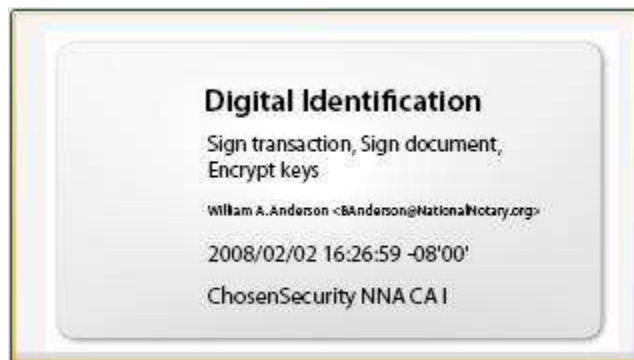 Digital Identification
Sign transaction, Sign document,
Encrypt keys
William A. Anderson <BAnderson@NationalNotary.org>
2008/02/02 16:26:59 -08'00'
ChosenSecurity NNA CA I